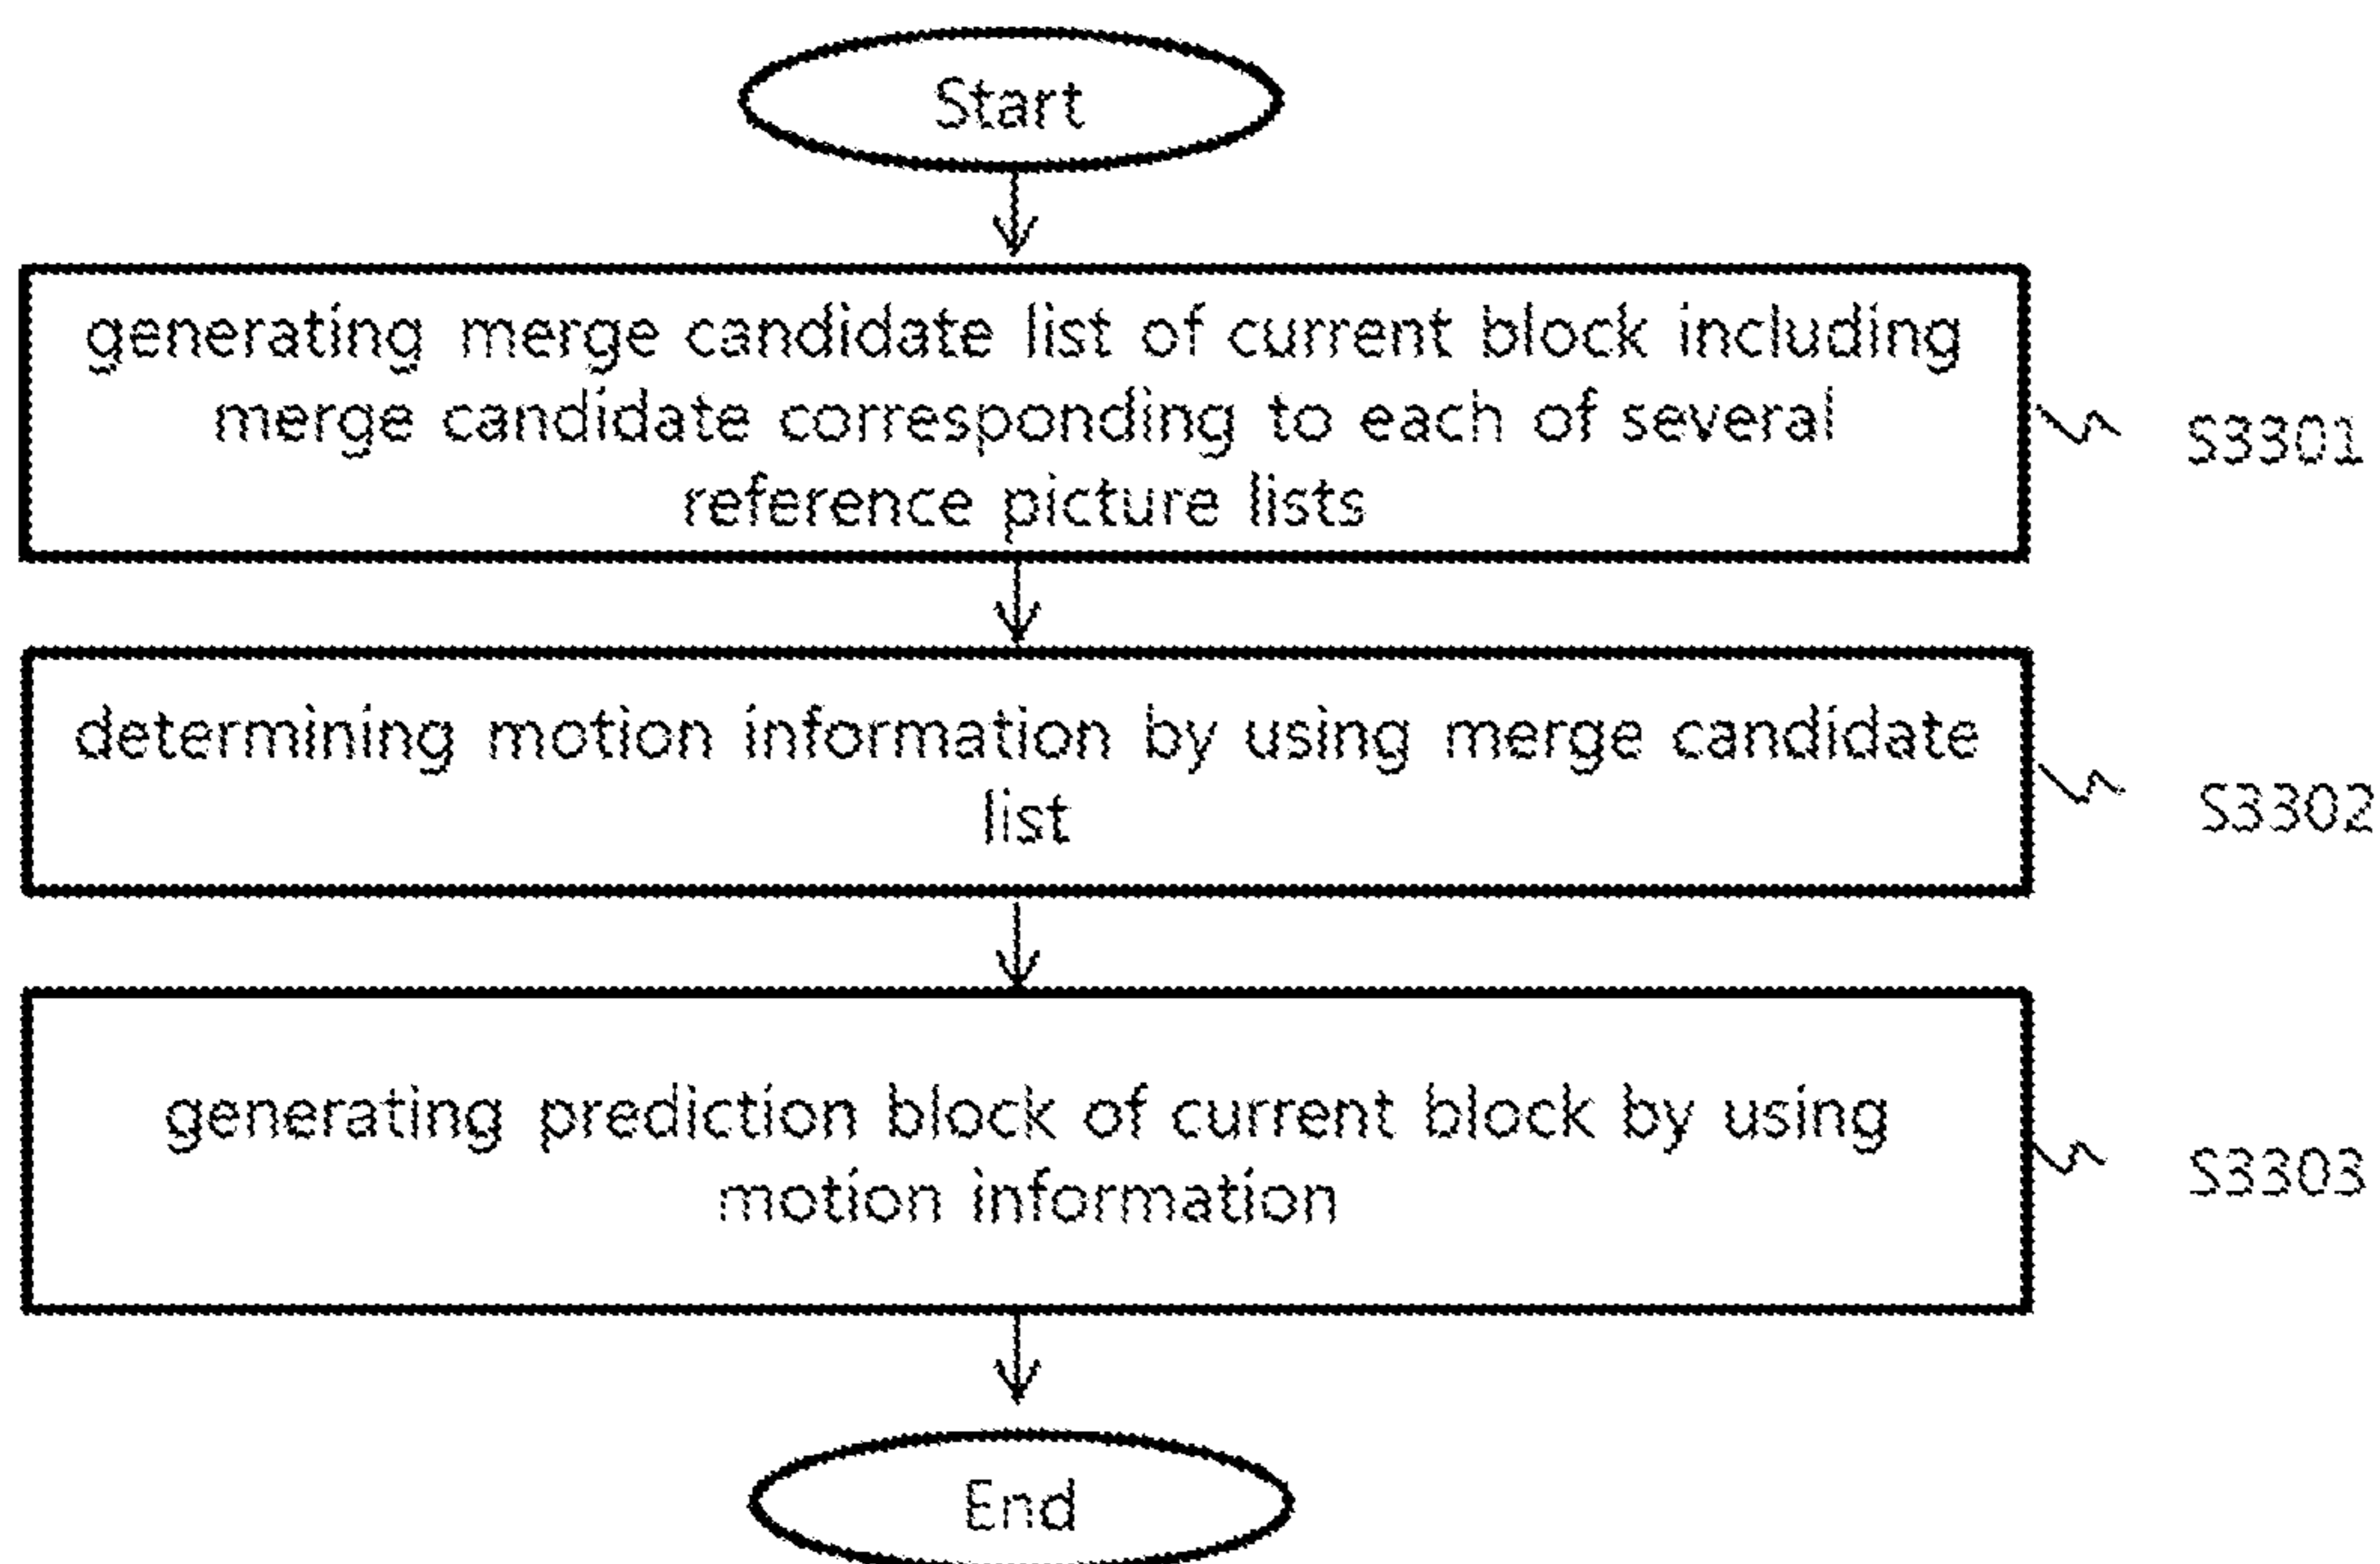 Start
generating merge candidate list of current block including
merge candidate corresponding to each of several
reference picture lists
S3301
determining motion information by using merge candidate
list
S3302
generating prediction block of current block by using
motion information
S3303
End